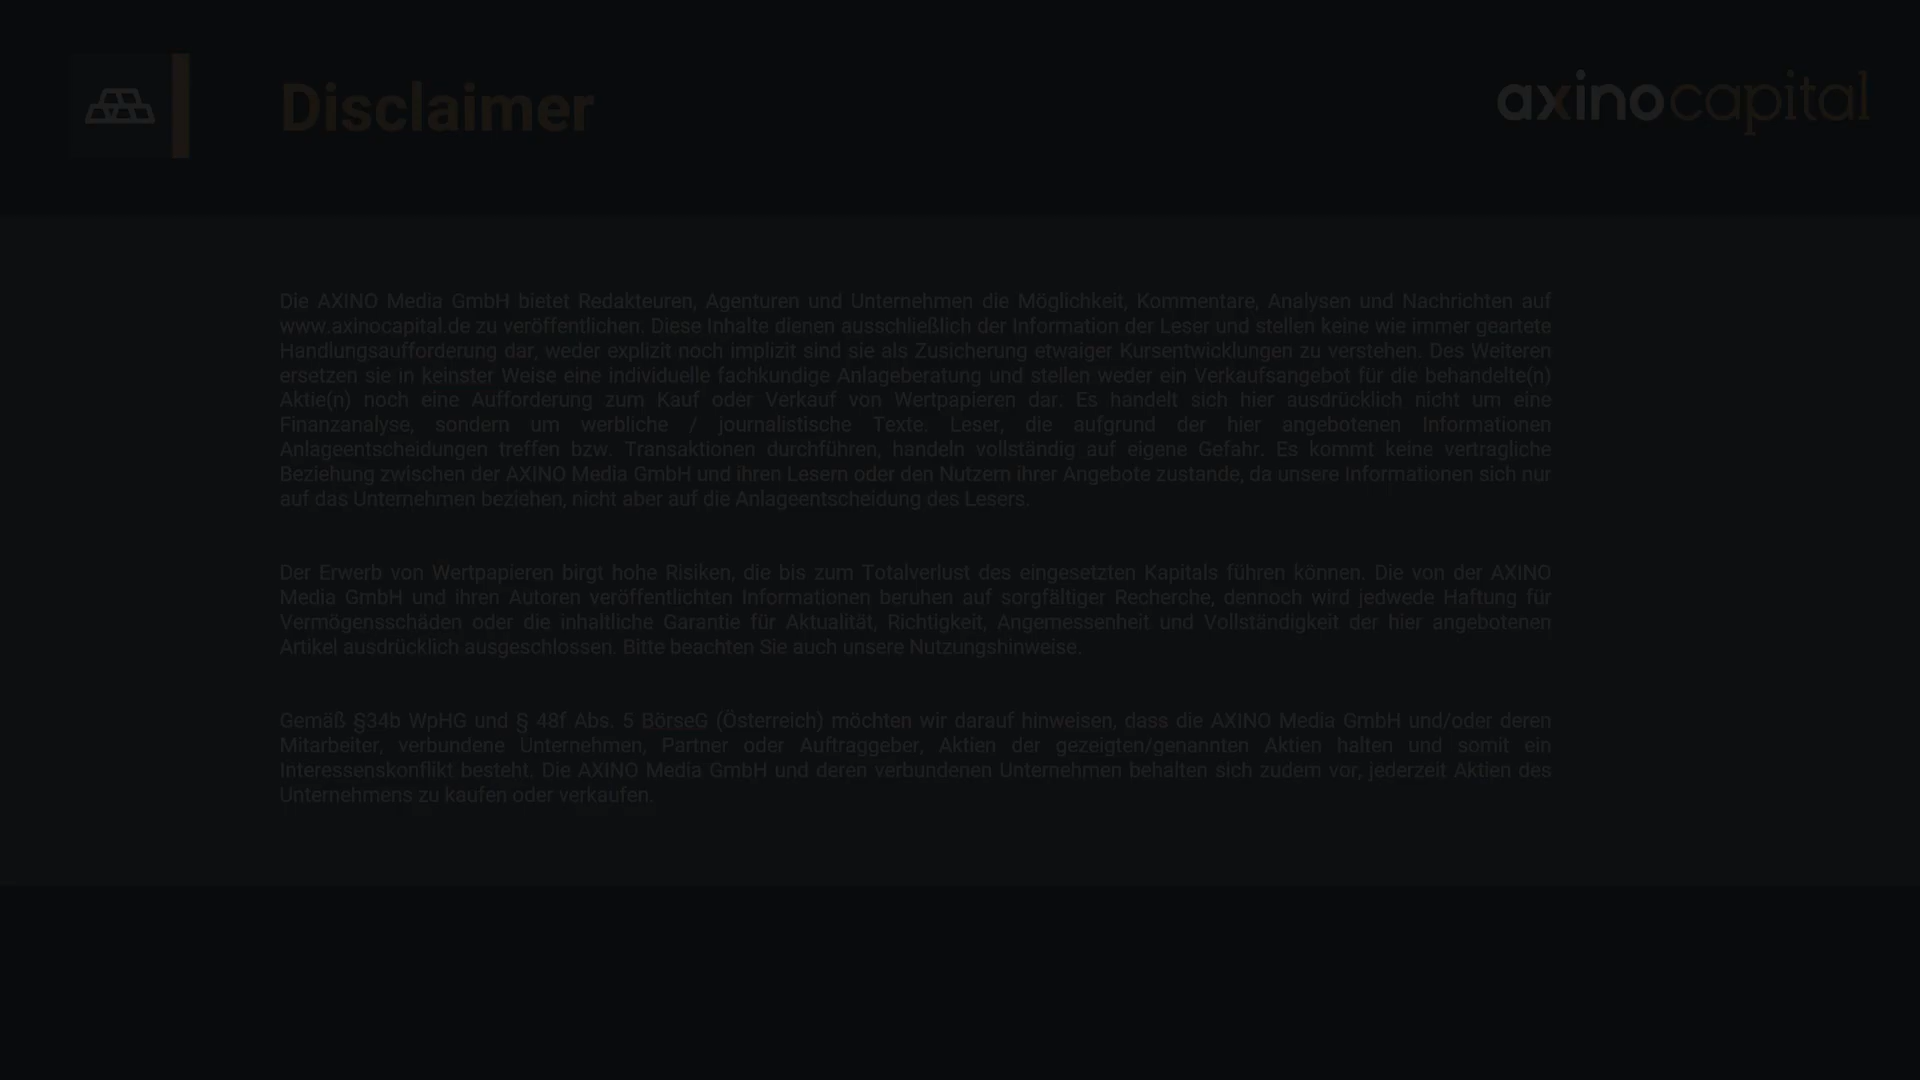 Disclaimer
axinocapital
Die AXINO Media GmbH bietet Redakteuren, Agenturen und Unternehmen die Möglichkeit, Kommentare, Analysen und Nachrichten auf
www.axinocapital.de zu veröffentlichen. Diese Inhalte dienen ausschließlich der Information der Leser und stellen keine wie immer geartete
Handlungsaufforderung dar, weder explizit noch implizit sind sie als Zusicherung etwaiger Kursentwicklungen zu verstehen. Des Weiteren
ersetzen sie in keinster Weise eine individuelle fachkundige Anlageberatung und stellen weder ein Verkaufsangebot für die behandelte(n)
Aktie(n) noch eine Aufforderung zum Kauf oder Verkauf von Wertpapieren dar. Es handelt sich hier ausdrücklich nicht um eine
Finanzanalyse, sondern um werbliche / journalistische Texte. Leser, die aufgrund der hier angebotenen Informationen
Anlageentscheidungen treffen bzw. Transaktionen durchführen, handeln vollständig auf eigene Gefahr. Es kommt keine vertragliche
Beziehung zwischen der AXINO Media GmbH und ihren Lesern oder den Nutzern ihrer Angebote zustande, da unsere Informationen sich nur
auf das Unternehmen beziehen, nicht aber auf die Anlageentscheidung des Lesers.
Der Erwerb von Wertpapieren birgt hohe Risiken, die bis zum Totalverlust des eingesetzten Kapitals führen können. Die von der AXINO
Media GmbH und ihren Autoren veröffentlichten Informationen beruhen auf sorgfältiger Recherche, dennoch wird jedwede Haftung für
Vermögensschäden oder die inhaltliche Garantie für Aktualität, Richtigkeit, Angemessenheit und Vollständigkeit der hier angebotenen
Artikel ausdrücklich ausgeschlossen. Bitte beachten Sie auch unsere Nutzungshinweise.
Gemäß §34b WpHG und § 48f Abs. 5 BörseG (Österreich) möchten wir darauf hinweisen, dass die AXINO Media GmbH und/oder deren
Mitarbeiter, verbundene Unternehmen, Partner oder Auftraggeber, Aktien der gezeigten/genannten Aktien halten und somit ein
Interessenskonflikt besteht. Die AXINO Media GmbH und deren verbundenen Unternehmen behalten sich zudem vor, jederzeit Aktien des
Unternehmens zu kaufen oder verkaufen.